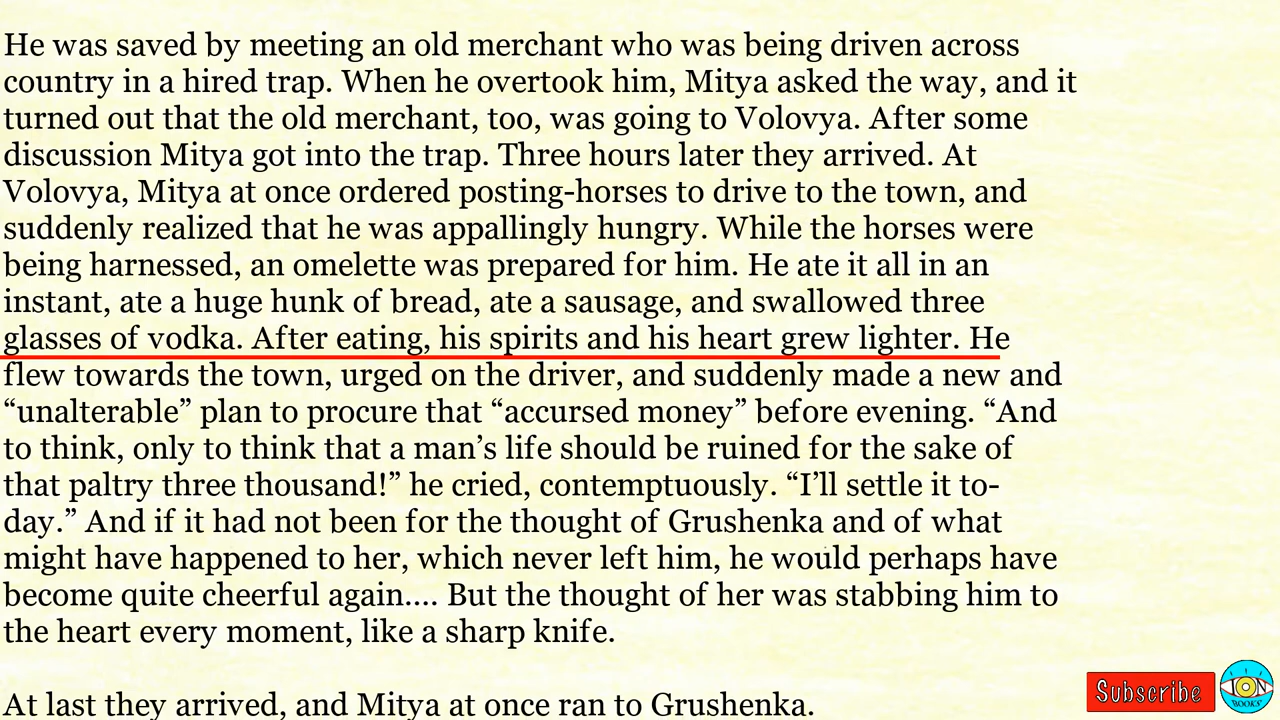 He was saved by meeting an old merchant who was being driven across
country in a hired trap. When he overtook him, Mitya asked the way, and it
turned out that the old merchant, too, was going to Volovya. After some
discussion Mitya got into the trap. Three hours later they arrived. At
Volovya, Mitya at once ordered posting-horses to drive to the town, and
suddenly realized that he was appallingly hungry. While the horses were
being harnessed, an omelette was prepared for him. He ate it all in an
instant, ate a huge hunk of bread, ate a sausage, and swallowed three
glasses of vodka. After eating, his spirits and his heart grew lighter. He
flew towards the town, urged on the driver, and suddenly made a new and
“unalterable” plan to procure that “accursed money” before evening. “And
to think, only to think that a man’s life should be ruined for the sake of
that paltry three thousand!” he cried, contemptuously. “I’ll settle it to-
day.” And if it had not been for the thought of Grushenka and of what
might have happened to her, which never left him, he would perhaps have
become quite cheerful again.... But the thought of her was stabbing him to
the heart every moment, like a sharp knife.
At last they arrived, and Mitya at once ran to Grushenka.
Subscribe
ION
BOOKS